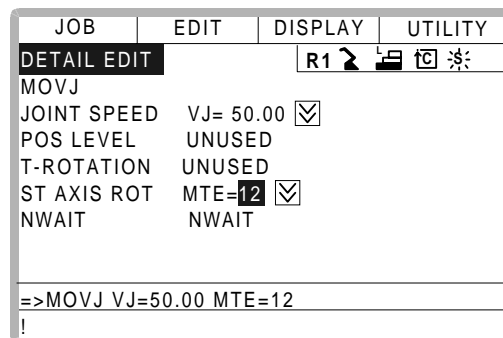 JOB EDIT DISPLAY UTILITY
DETAIL EDIT R1 L C S
MOVJ
JOINT SPEED VJ= 50.00
POS LEVEL UNUSED
T-ROTATION UNUSED
ST AXIS ROT MTE=12
NWAIT NWAIT
=>MOVJ VJ=50.00 MTE=12
!